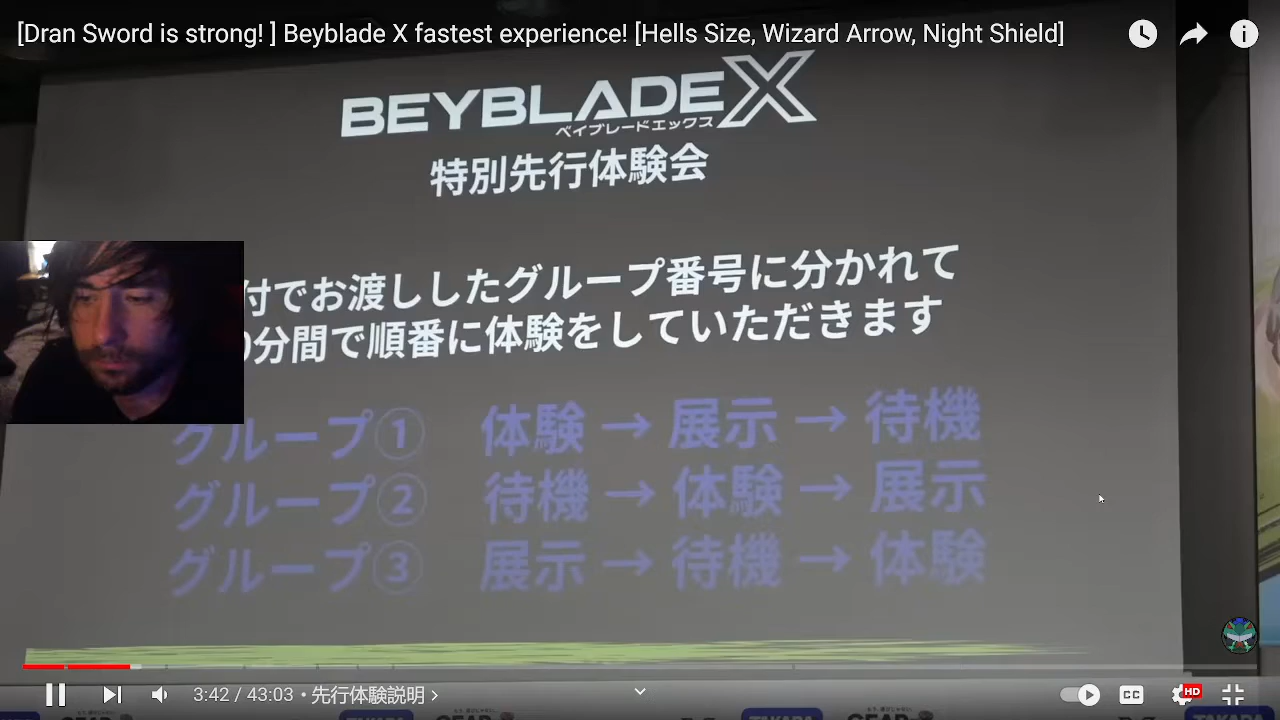 [Dran Sword is strong! ] Beyblade X fastest experience! [Hells Size, Wizard Arrow, Night Shield]
BEYBLADE X
ベイブレードエックス
特別先行体験会
付でお渡ししたグループ番号に分かれて
分間で順番に体験をしていただきます
グループ① 体験 → 展示 → 待機
グループ② 待機 → 体験 → 展示
グループ③ 展示 → 待機 → 体験
3:42 / 43:03 • 先行体験説明 >
CC
HD